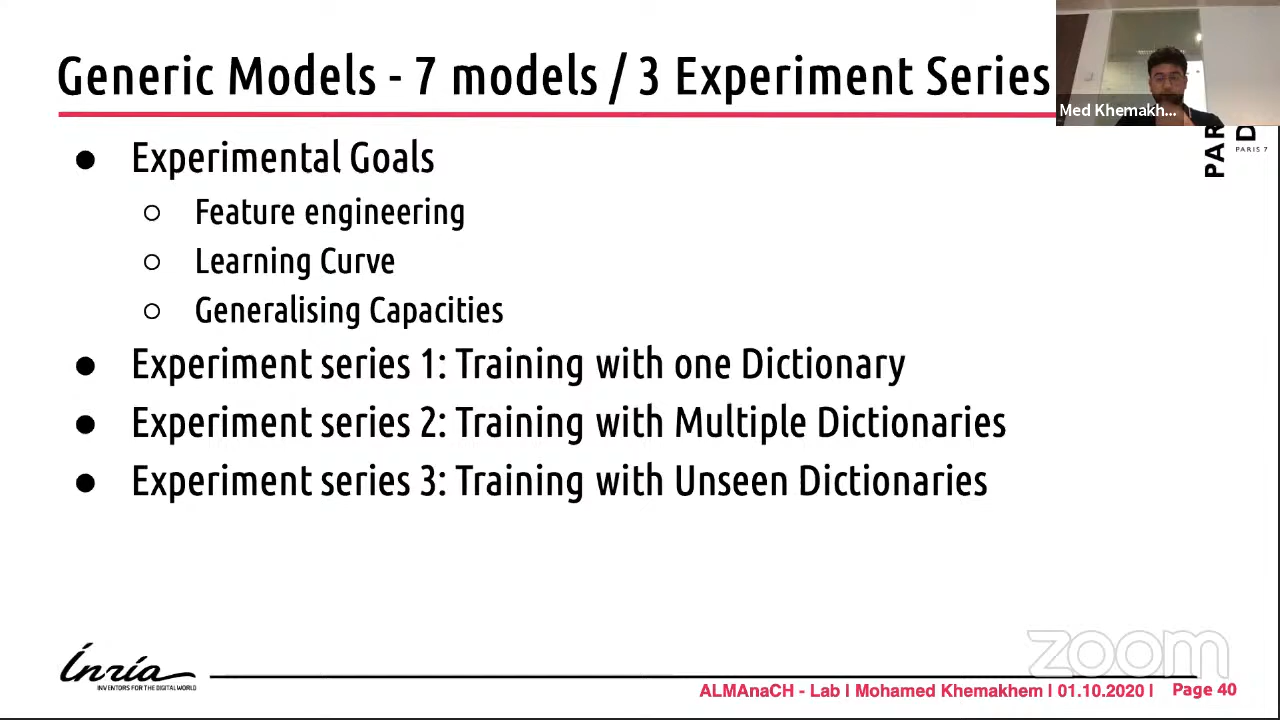 Generic Models - 7 models / 3 Experiment Series
Med Khemakh...
PAR
D
PARIS 7
● Experimental Goals
○ Feature engineering
○ Learning Curve
○ Generalising Capacities
● Experiment series 1: Training with one Dictionary
● Experiment series 2: Training with Multiple Dictionaries
● Experiment series 3: Training with Unseen Dictionaries
zoom
Inria
INVENTORS FOR THE DIGITAL WORLD
ALMAnaCH - Lab I Mohamed Khemakhem I 01.10.2020 I Page 40